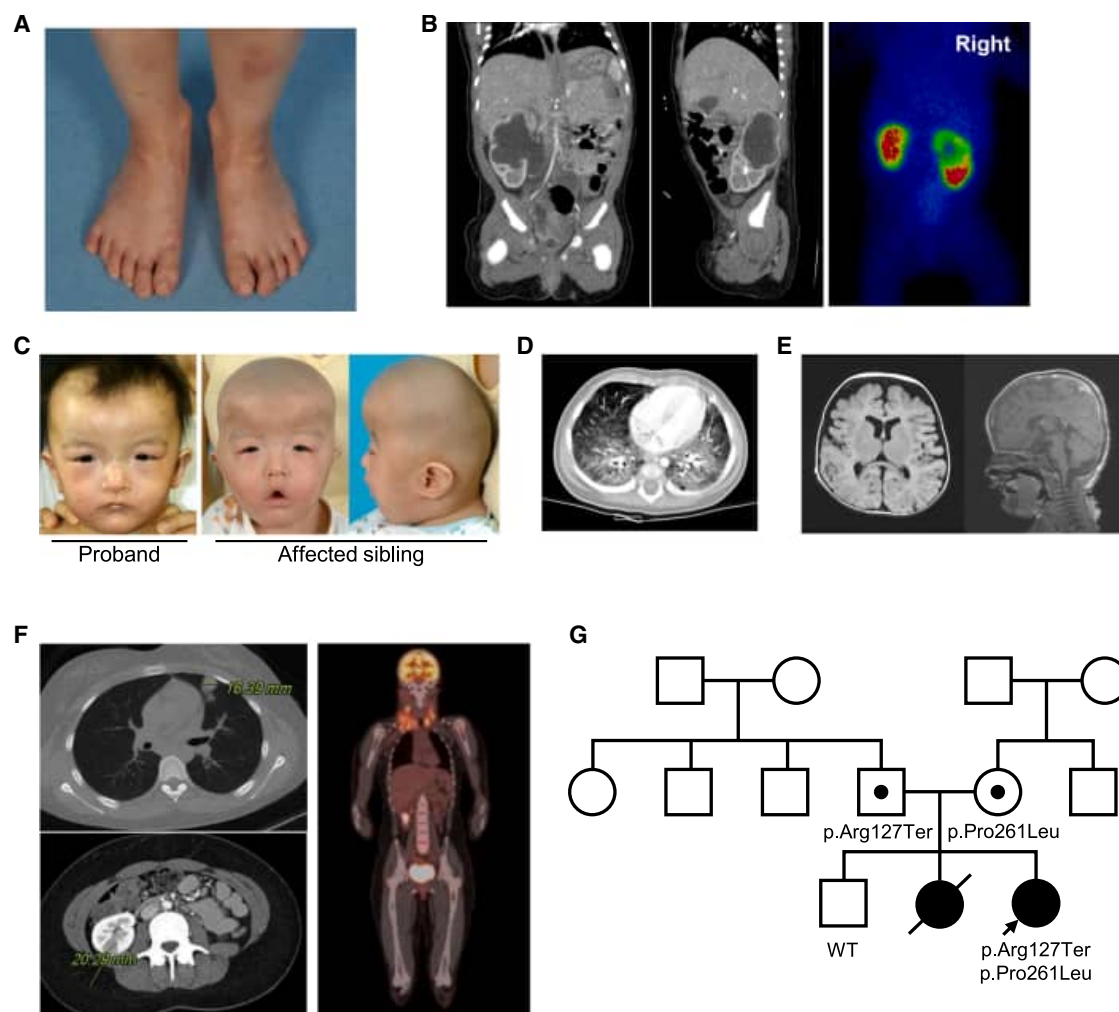 A
B
Right
C
Proband
Affected sibling
D
E
F
16.39 mm
20.29 mm
G
p.Arg127Ter
p.Pro261Leu
WT
p.Arg127Ter
p.Pro261Leu